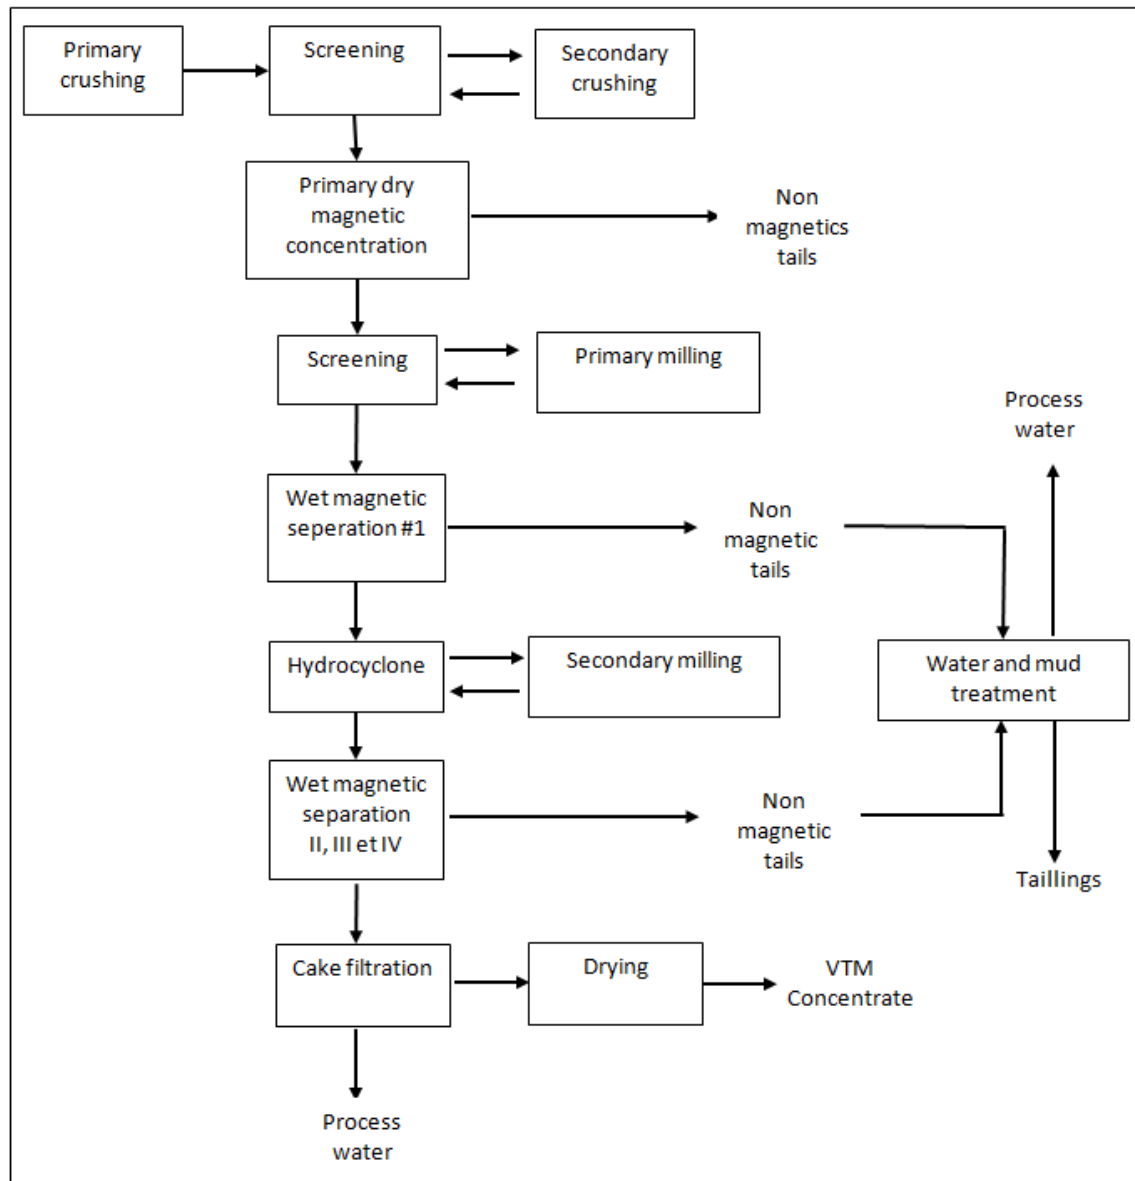 Primary
crushing
Screening
Secondary
crushing
Primary dry
magnetic
concentration
Non
magnetics
tails
Screening
Primary milling
Process
water
Wet magnetic
seperation #1
Non
magnetic
tails
Hydrocyclone
Secondary milling
Water and mud
treatment
Wet magnetic
separation
II, III et IV
Non
magnetic
tails
Taillings
Cake filtration
Drying
VTM
Concentrate
Process
water